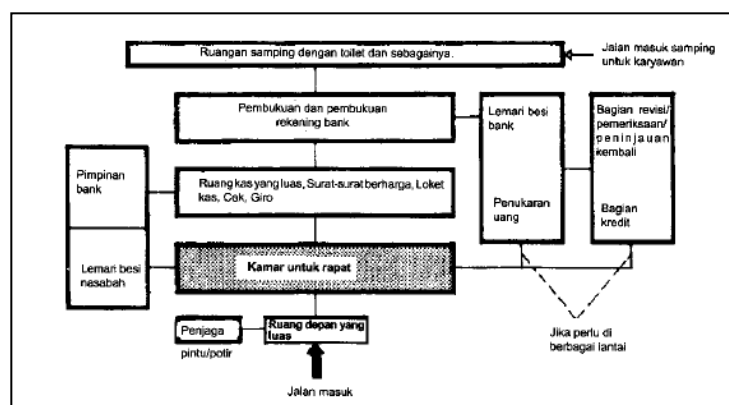 Ruangan samping dengan toilet dan sebagainya.
Jalan masuk samping
untuk karyawan
Pembukuan dan pembukuan
rekening bank
Lemari besi
bank
Penukaran
uang
Bagian revisi/
pemeriksaan/
peninjauan
kembali
Bagian
kredit
Pimpinan
bank
Lemari besi
nasabah
Ruang kas yang luas, Surat-surat berharga, Loket
kas, Cek, Giro
Kamar untuk rapat
Penjaga
pintu/potir
Ruang depan yang
luas
Jalan masuk
Jika perlu di
berbagai lantai